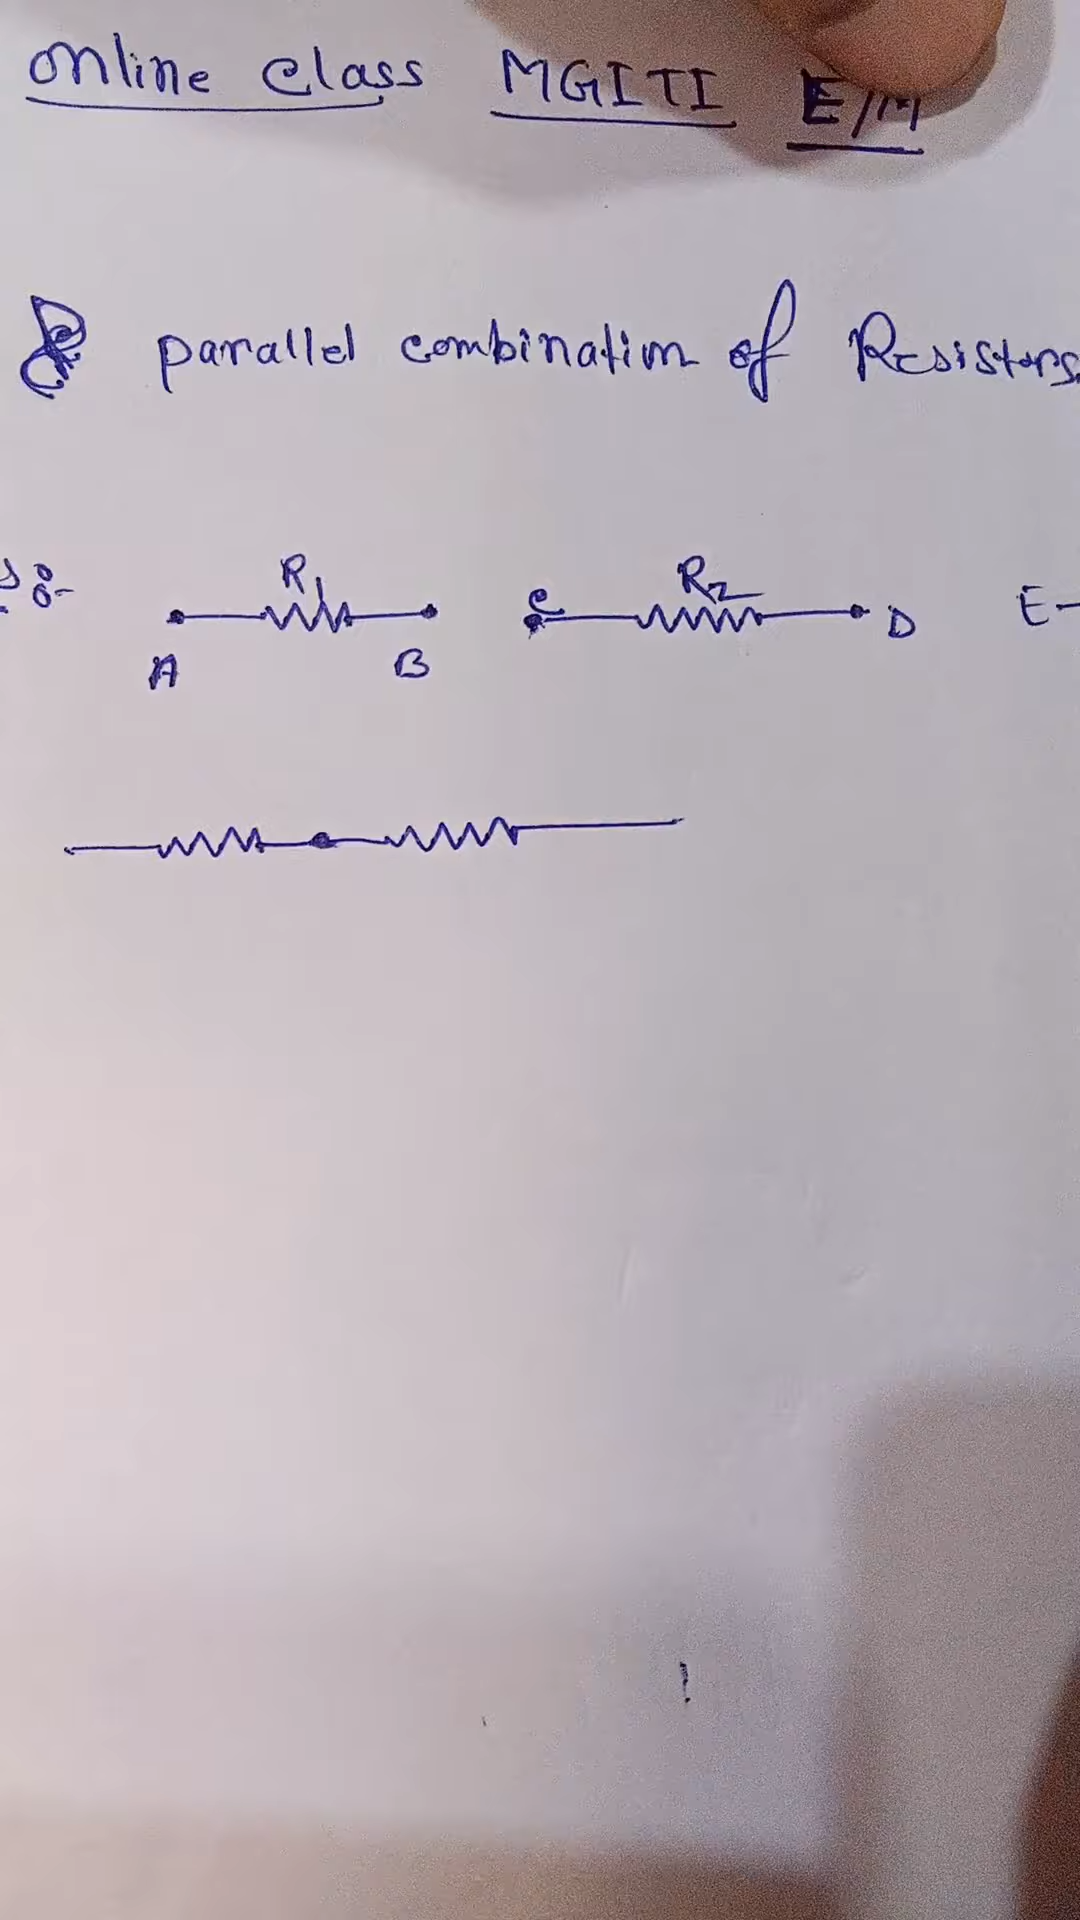 Online Class MGITI E/M
parallel combination of Resistors
R1 R2
A B C D E